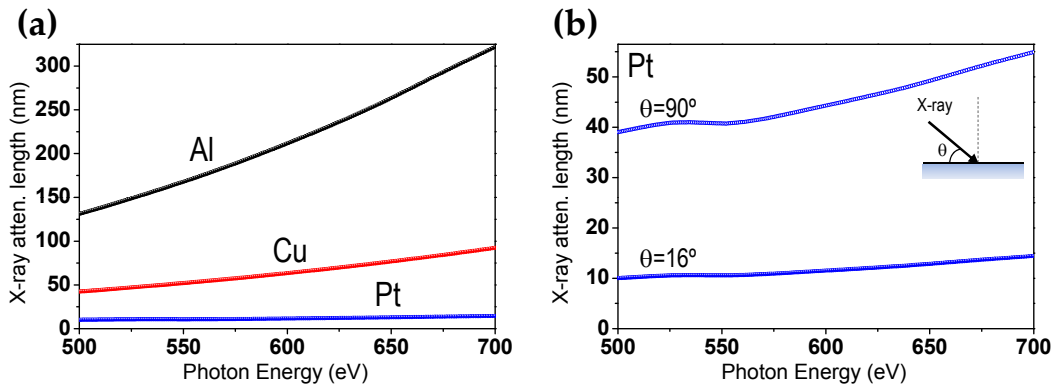 (a)
X-ray atten. length (nm)
300
250
200
150
100
50
0
Al
Cu
Pt
500 550 600 650 700
Photon Energy (eV)
(b)
X-ray atten. length (nm)
50
40
30
20
10
0
Pt
θ=90º
X-ray
θ
θ=16º
500 550 600 650 700
Photon Energy (eV)